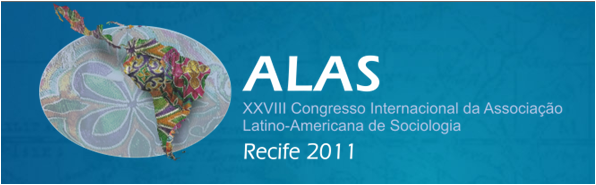 ALAS
XXVIII Congresso Internacional da Associação
Latino-Americana de Sociologia
Recife 2011